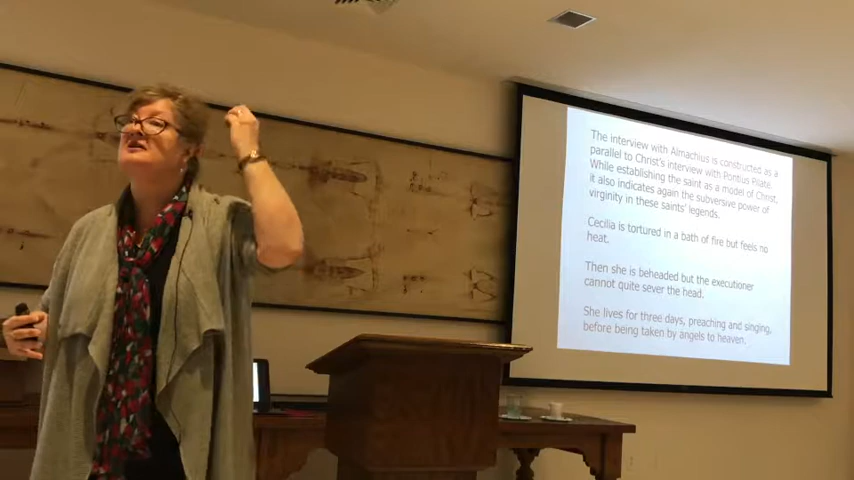 The interview with Almachius is constructed as a
parallel to Christ's interview with Pontius Pilate.
While establishing the saint as a model of Christ,
it also indicates again the subversive power of
virginity in these saints' legends.
Cecilia is tortured in a bath of fire but feels no
heat.
Then she is beheaded but the executioner
cannot quite sever her head.
She lives for three days, preaching and singing,
before being taken by angels to heaven.